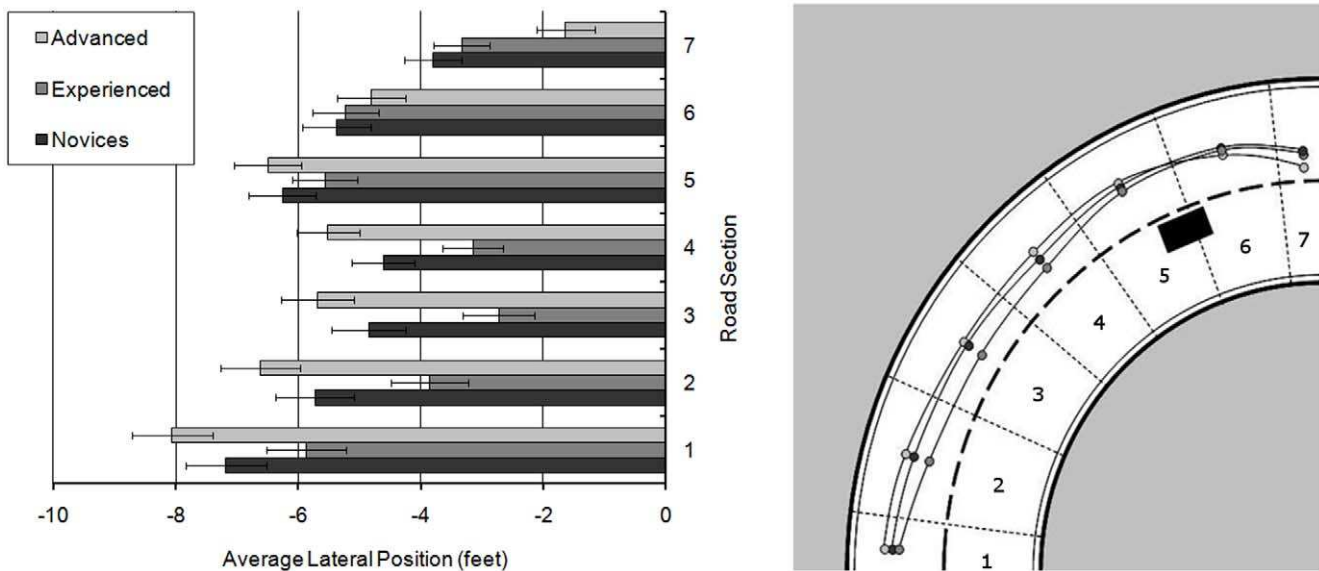 Advanced
Experienced
Novices
7
6
5
4
3
2
1
Road Section
-10 -8 -6 -4 -2 0
Average Lateral Position (feet)
7
6
5
4
3
2
1